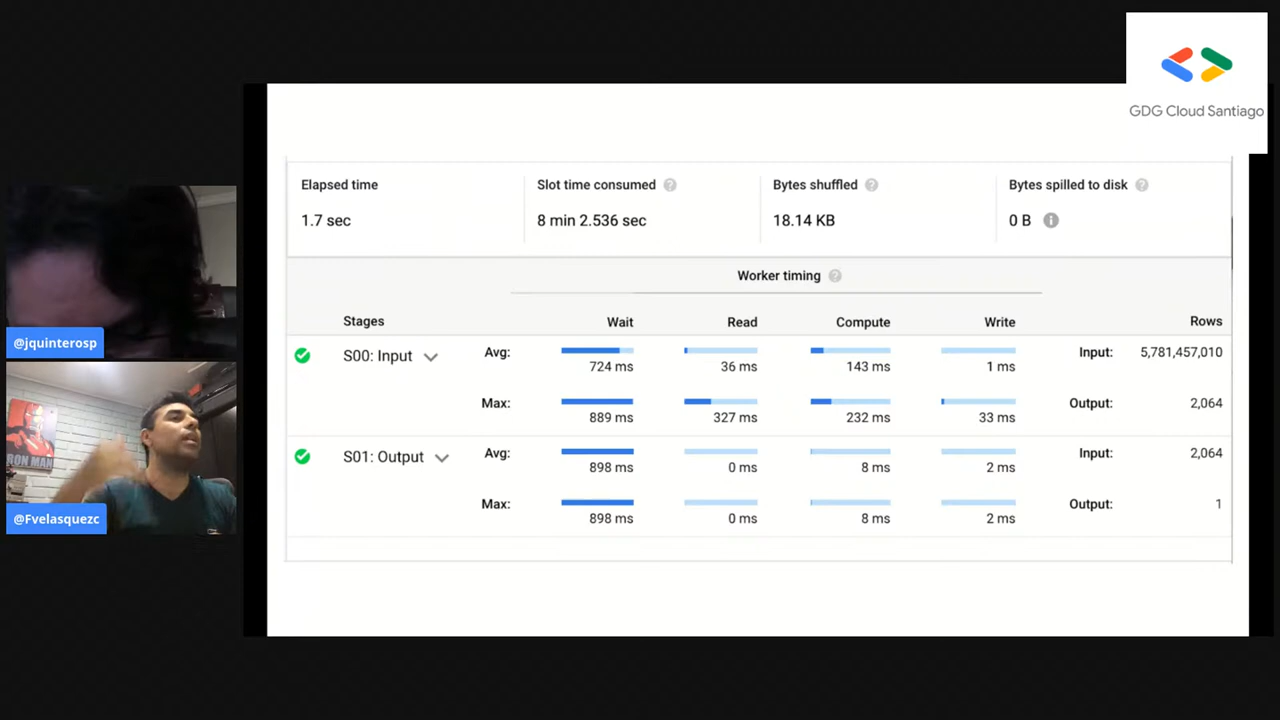 GDG Cloud Santiago
Elapsed time
1.7 sec
Slot time consumed
8 min 2.536 sec
Bytes shuffled
18.14 KB
Bytes spilled to disk
0 B
Worker timing
Stages Wait Read Compute Write Rows
S00: Input Avg: 724 ms 36 ms 143 ms 1 ms Input: 5,781,457,010
Max: 889 ms 327 ms 232 ms 33 ms Output: 2,064
S01: Output Avg: 898 ms 0 ms 8 ms 2 ms Input: 2,064
Max: 898 ms 0 ms 8 ms 2 ms Output: 1
@jquinterosp
IRON MAN
@Fvelasquezc